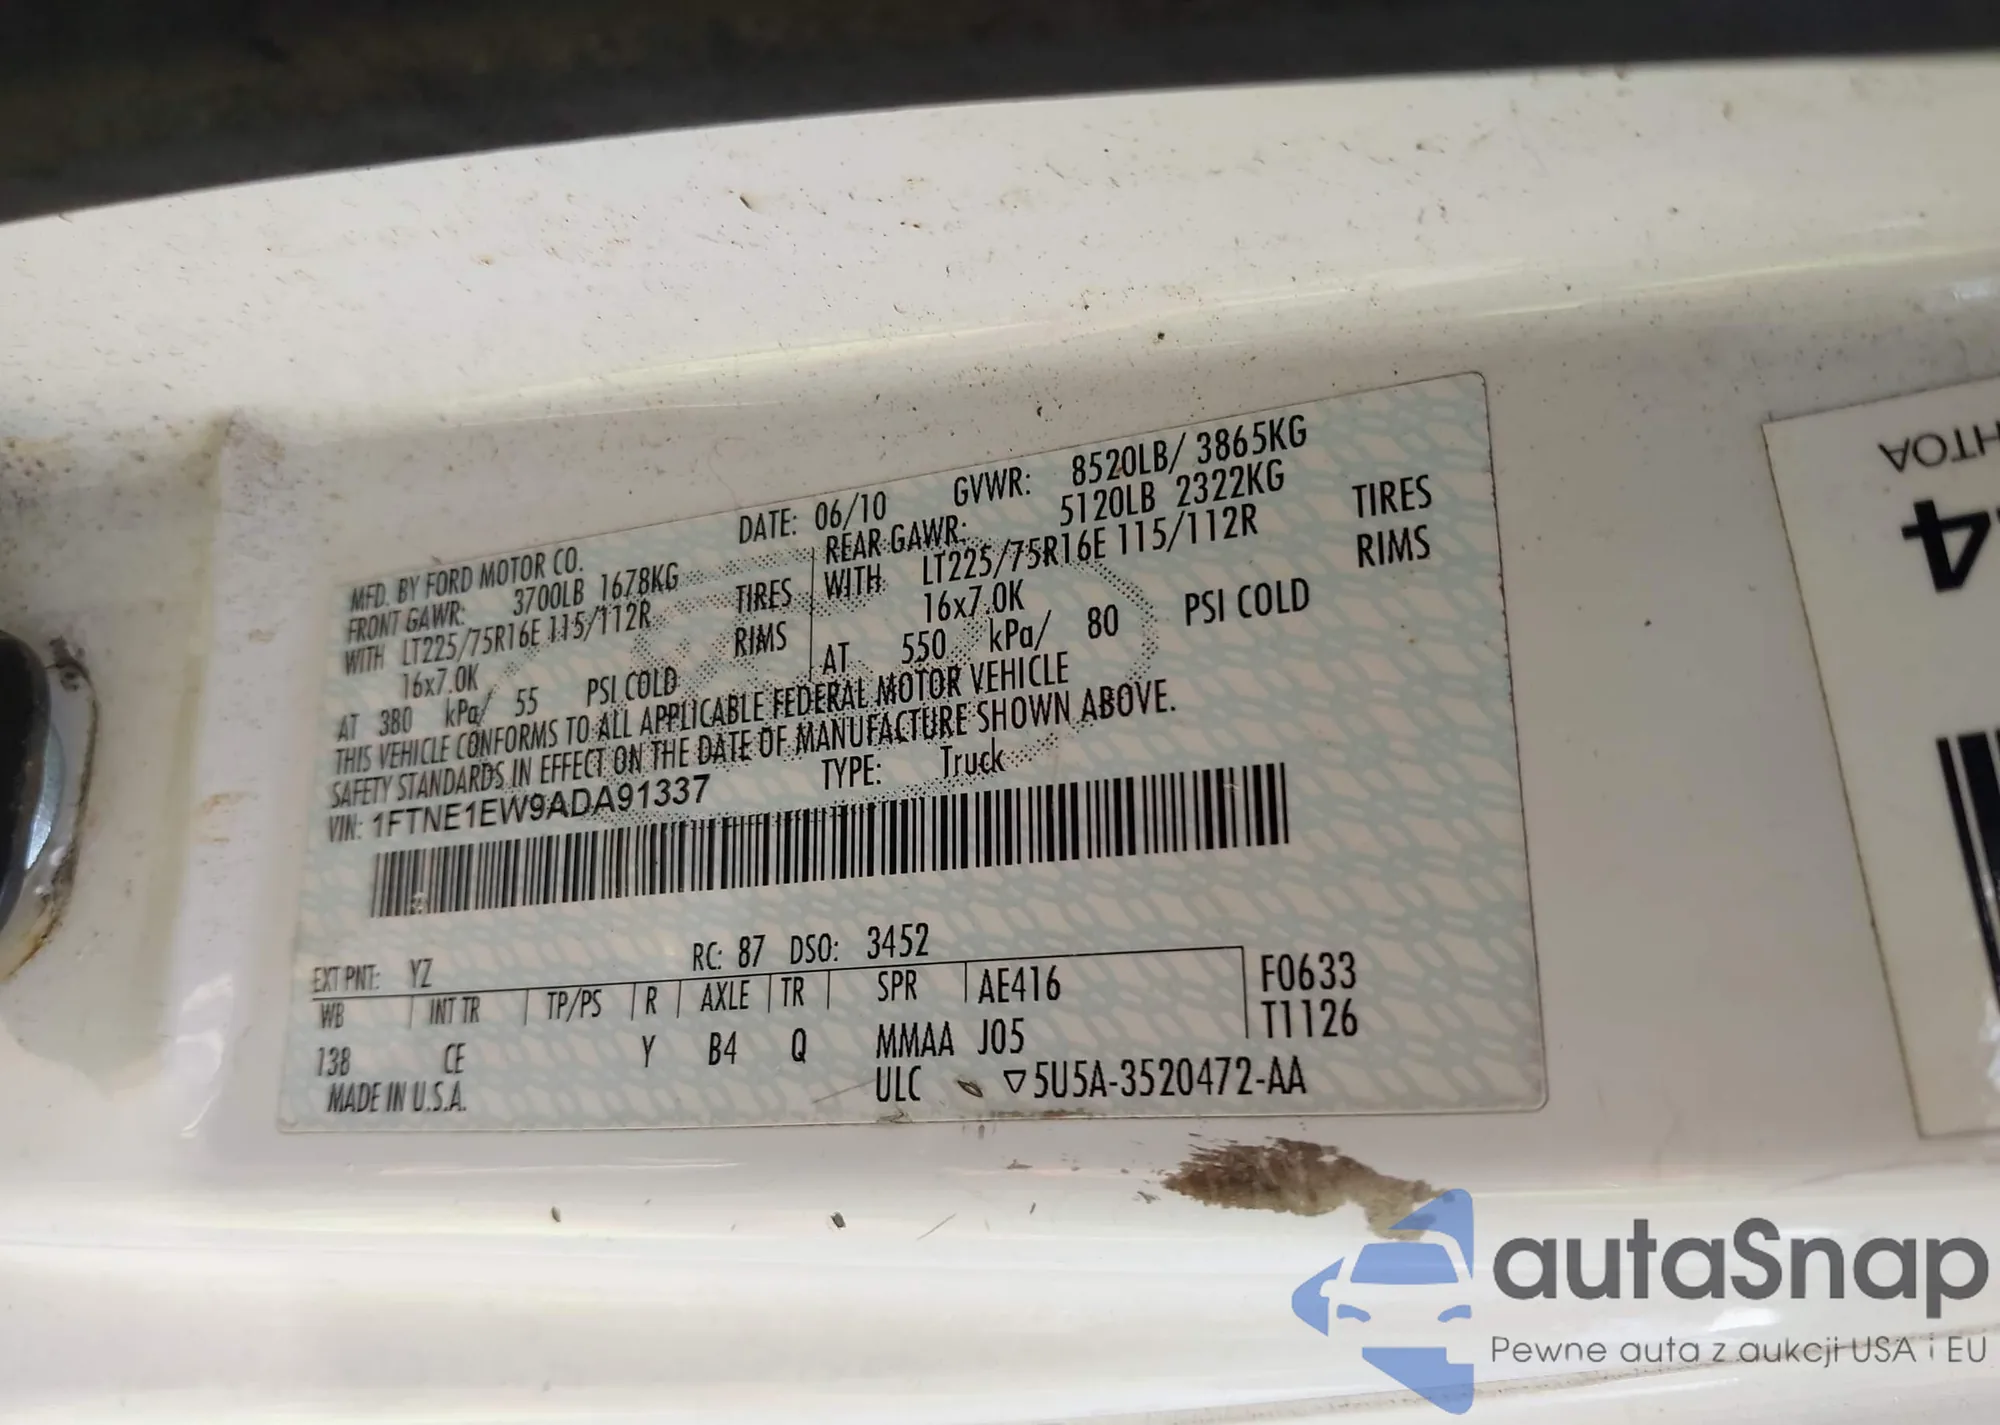 MFD. BY FORD MOTOR CO.
DATE: 06/10 GVWR: 8520LB/ 3865KG
FRONT GAWR: 3700LB 1678KG
WITH LT225/75R16E 115/112R TIRES
16x7.0K RIMS
AT 380 kPa/ 55 PSI COLD
REAR GAWR: 5120LB 2322KG
WITH LT225/75R16E 115/112R TIRES
16x7.0K RIMS
AT 550 kPa/ 80 PSI COLD
THIS VEHICLE CONFORMS TO ALL APPLICABLE FEDERAL MOTOR VEHICLE
SAFETY STANDARDS IN EFFECT ON THE DATE OF MANUFACTURE SHOWN ABOVE.
VIN: 1FTNE1EW9ADA91337 TYPE: Truck
EXT PNT: YZ RC: 87 DSO: 3452
WB INT TR TP/PS R AXLE TR SPR AE416 F0633
T1126
138 CE Y B4 Q MMAA J05
MADE IN U.S.A. ULC ▽5U5A-3520472-AA
4
autaSnap
Pewne auta z aukcji USA i EU